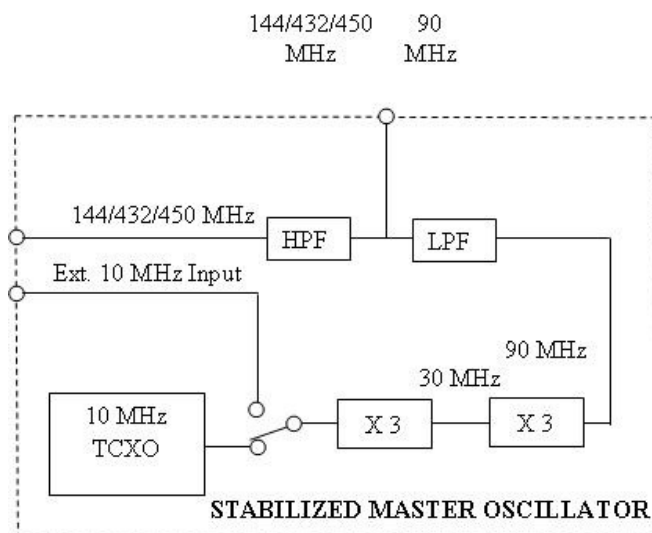 144/432/450 90
MHz MHz
144/432/450 MHz
HPF
LPF
Ext. 10 MHz Input
90 MHz
30 MHz
10 MHz
TCXO
X 3
X 3
STABILIZED MASTER OSCILLATOR